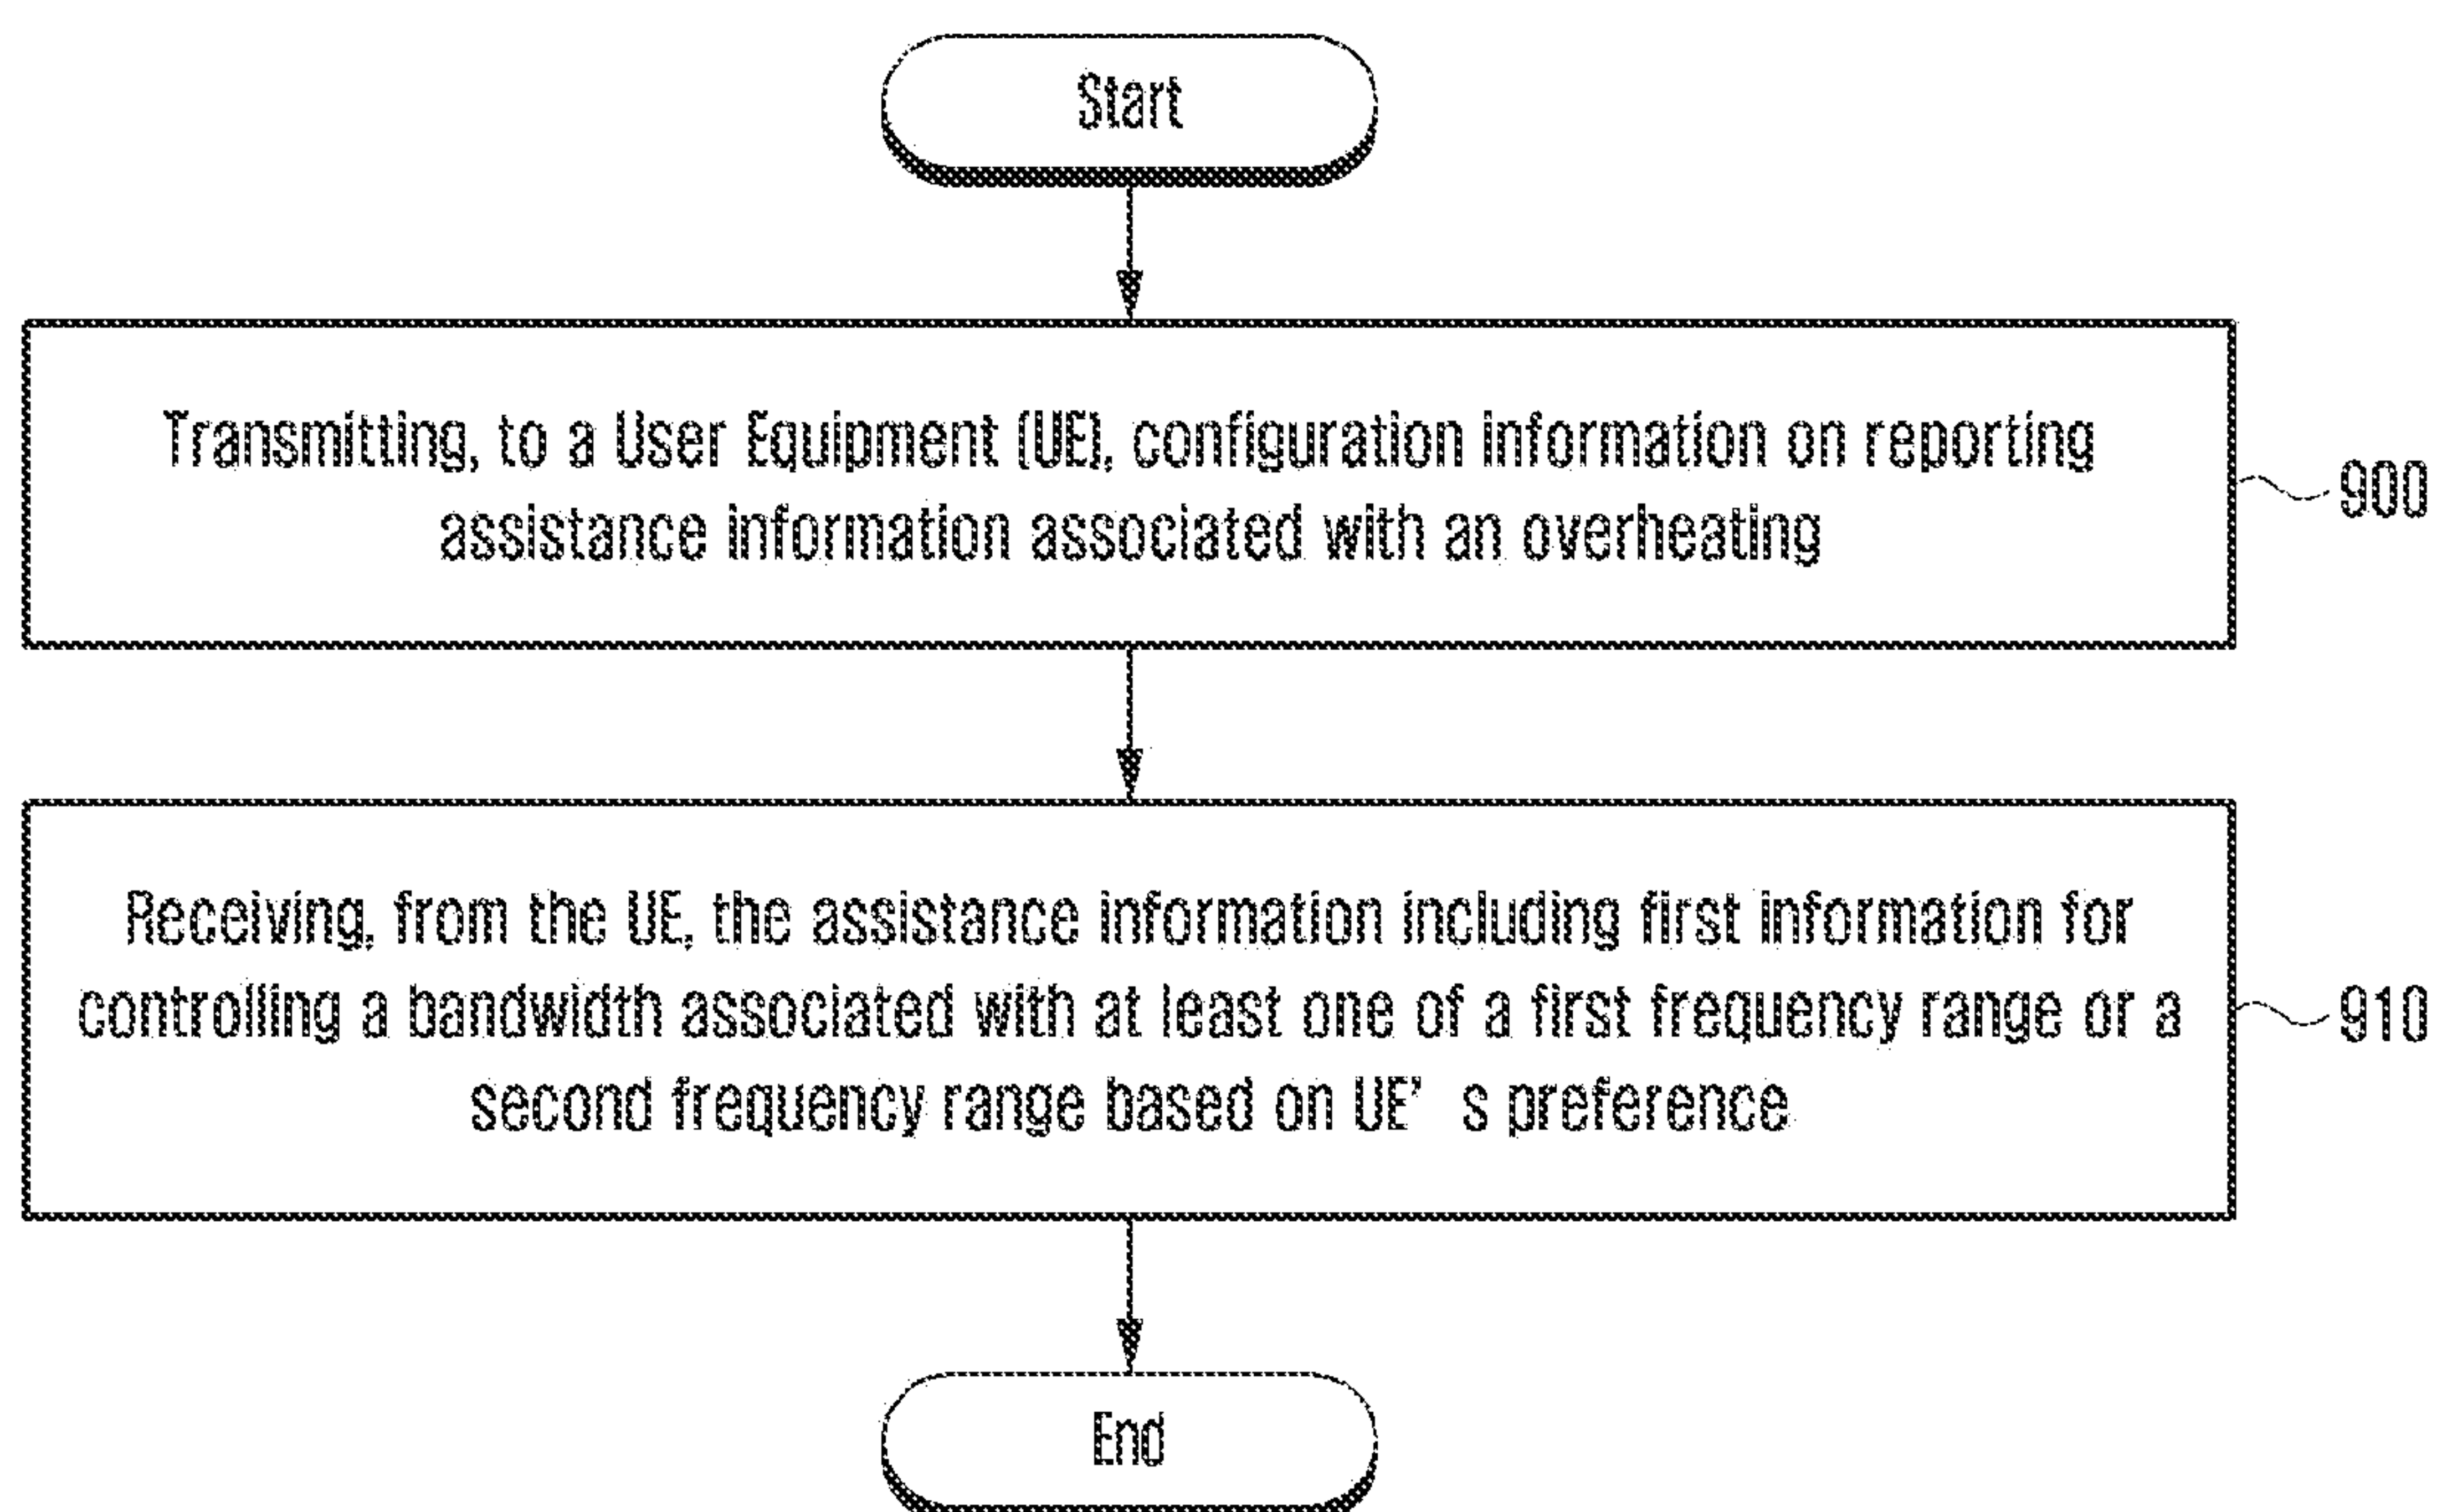 Start
Transmitting, to a User Equipment (UE), configuration information on reporting
assistance information associated with an overheating
900
Receiving, from the UE, the assistance information including first information for
controlling a bandwidth associated with at least one of a first frequency range or a
second frequency range based on UE’ s preference
910
End